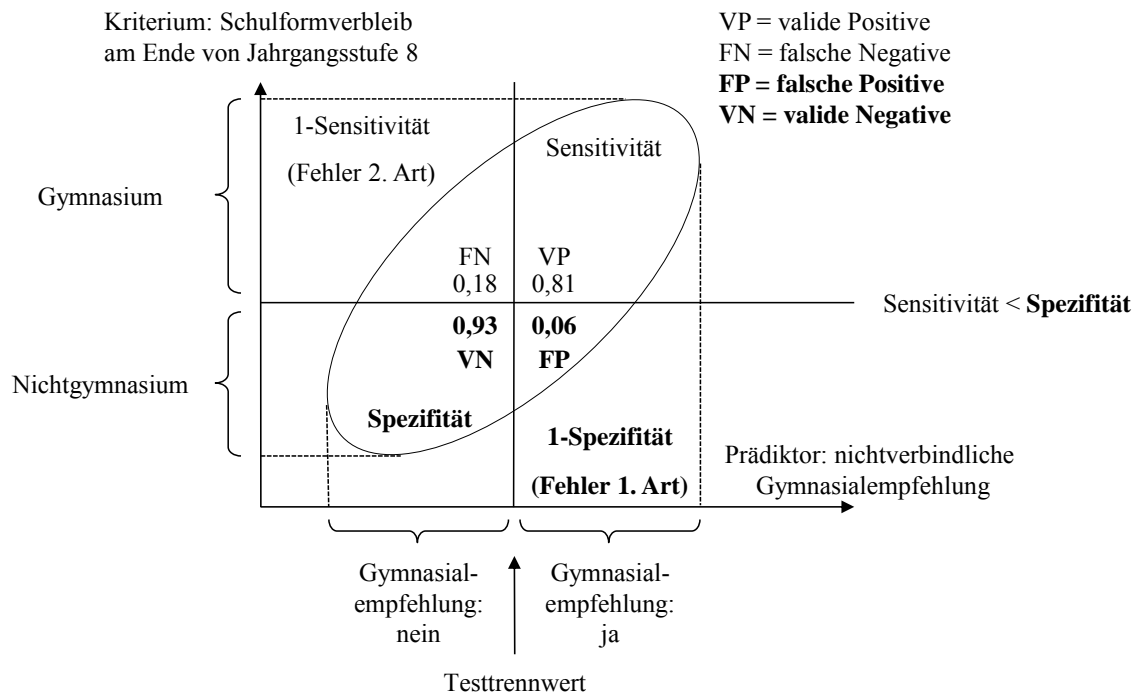 Kriterium: Schulformverbleib
am Ende von Jahrgangsstufe 8
VP = valide Positive
FN = falsche Negative
FP = falsche Positive
VN = valide Negative
1-Sensitivität
(Fehler 2. Art)
Sensitivität
Gymnasium
FN
0,18
VP
0,81
Sensitivität < Spezifität
0,93
VN
0,06
FP
Nichtgymnasium
Spezifität
1-Spezifität
(Fehler 1. Art)
Prädiktor: nichtverbindliche
Gymnasialempfehlung
Gymnasial-
empfehlung:
nein
Gymnasial-
empfehlung:
ja
Testtrennwert